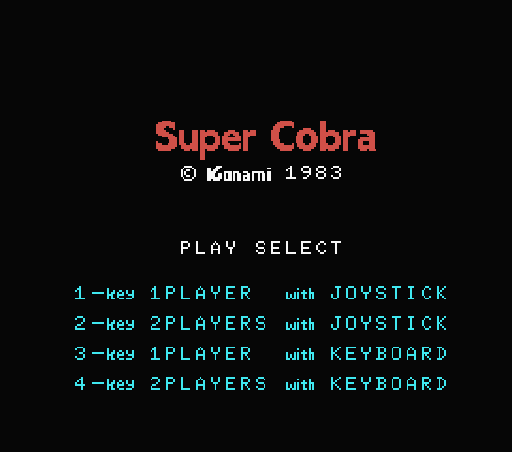 Super Cobra
© Konami 1983
PLAY SELECT
1-key 1PLAYER with JOYSTICK
2-key 2PLAYERS with JOYSTICK
3-key 1PLAYER with KEYBOARD
4-key 2PLAYERS with KEYBOARD